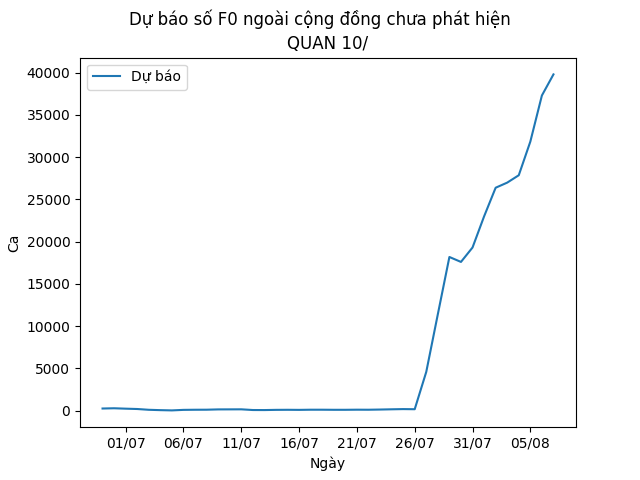 Dự báo số F0 ngoài cộng đồng chưa phát hiện
QUAN 10/
Dự báo
40000
35000
30000
25000
20000
15000
10000
5000
0
Ca
01/07 06/07 11/07 16/07 21/07 26/07 31/07 05/08
Ngày